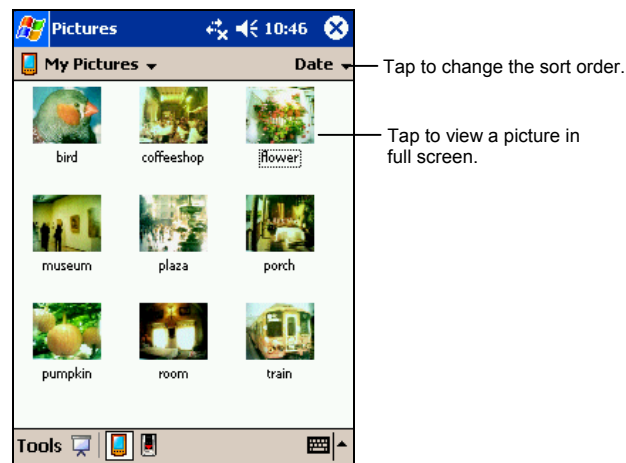 Pictures 10:46
My Pictures Date
Tap to change the sort order.
Tap to view a picture in
full screen.
bird coffeeshop flower
museum plaza porch
pumpkin room train
Tools